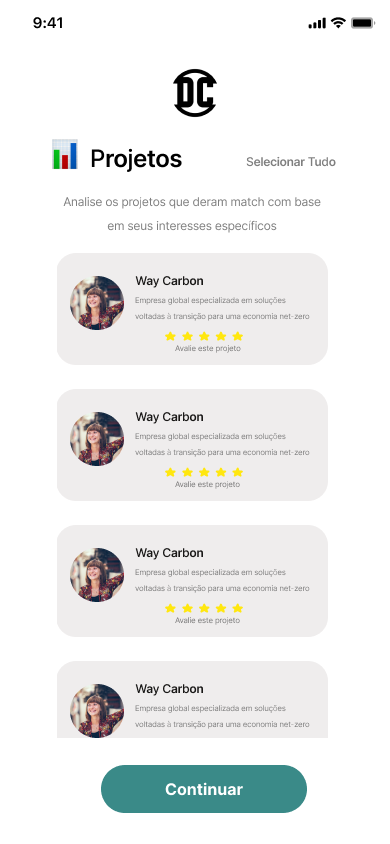 9:41
DC
Projetos
Selecionar Tudo
Analise os projetos que deram match com base
em seus interesses específicos
Way Carbon
Empresa global especializada em soluções
voltadas à transição para uma economia net-zero
Avalie este projeto
Way Carbon
Empresa global especializada em soluções
voltadas à transição para uma economia net-zero
Avalie este projeto
Way Carbon
Empresa global especializada em soluções
voltadas à transição para uma economia net-zero
Avalie este projeto
Way Carbon
Empresa global especializada em soluções
voltadas à transição para uma economia net-zero
Continuar